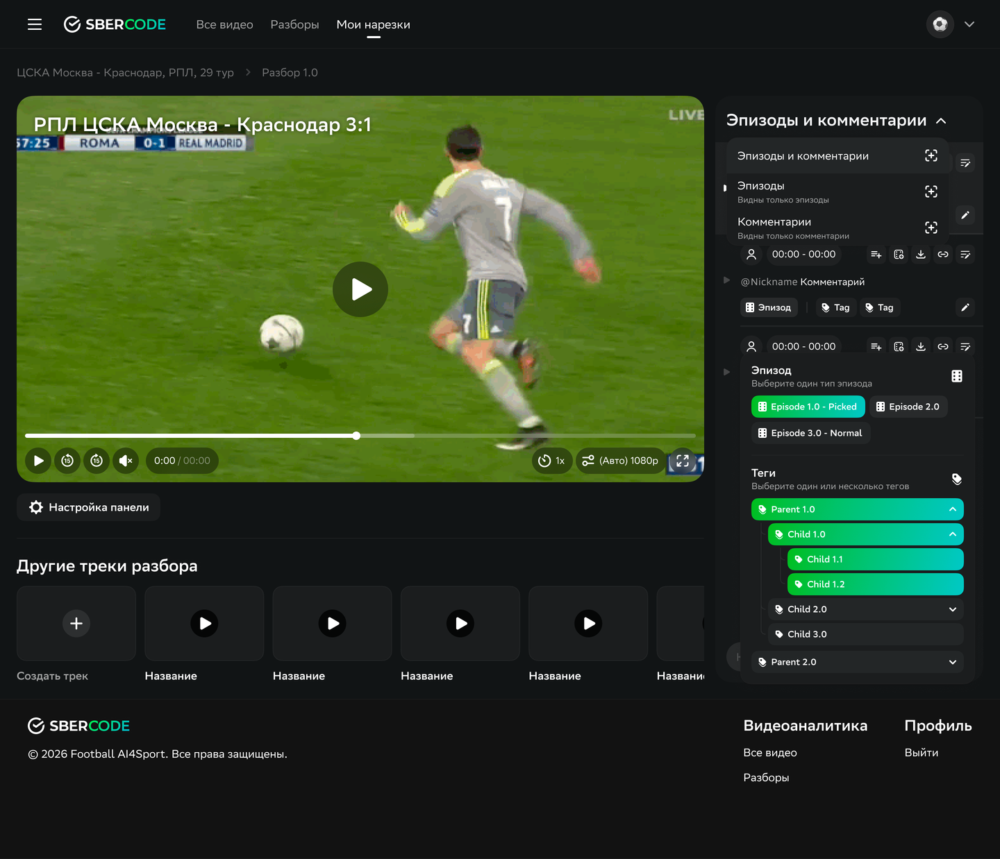 SBERCODE
Все видео
Разборы
Мои нарезки
ЦСКА Москва - Краснодар, РПЛ, 29 тур
Разбор 1.0
РПЛ ЦСКА Москва - Краснодар 3:1
LIVE
57:25 ROMA 0-1 REAL MADRID
7
7
15
15
0:00 / 00:00
1x
(Авто) 1080p
Настройка панели
Другие треки разбора
Создать трек
Название
Название
Название
Название
Название
Эпизоды и комментарии
Эпизоды и комментарии
Эпизоды
Видны только эпизоды
Комментарии
Видны только комментарии
00:00 - 00:00
@Nickname Комментарий
Эпизод
Tag
Tag
00:00 - 00:00
Эпизод
Выберите один тип эпизода
Episode 1.0 - Picked
Episode 2.0
Episode 3.0 - Normal
Теги
Выберите один или несколько тегов
Parent 1.0
Child 1.0
Child 1.1
Child 1.2
Child 2.0
Child 3.0
Parent 2.0
SBERCODE
© 2026 Football AI4Sport. Все права защищены.
Видеоаналитика
Все видео
Разборы
Профиль
Выйти